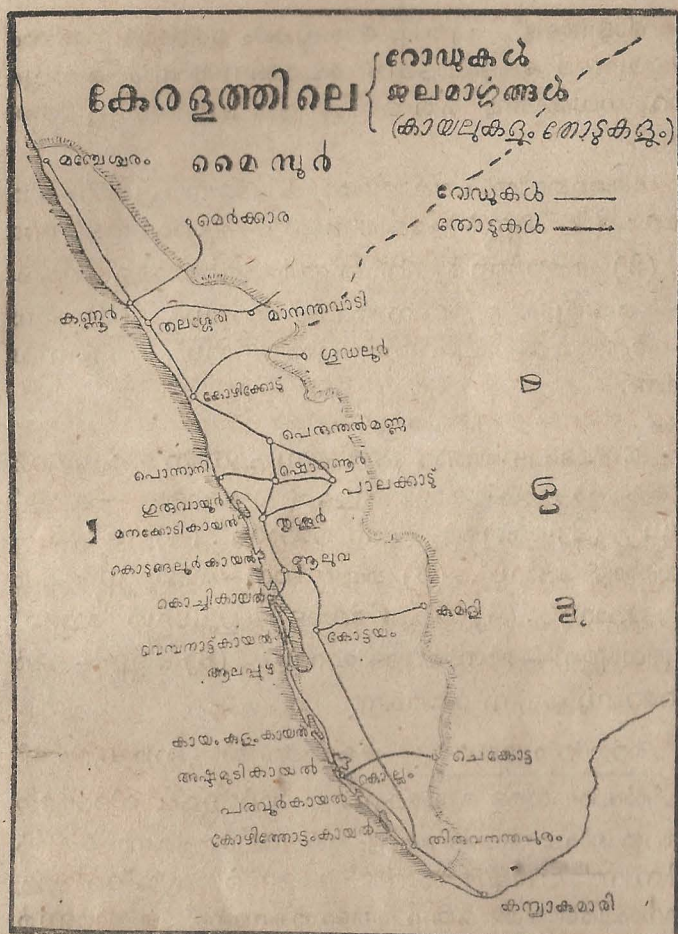 കേരളത്തിലെ
റോഡുകൾ
ജലമാർഗ്ഗങ്ങൾ
(കായലുകളും തോടുകളും)
മഞ്ചേശ്വരം
മൈസൂർ
റോഡുകൾ
മെർക്കാര
തോടുകൾ
കണ്ണൂർ
തലശ്ശേരി
മാനന്തവാടി
ഗൂഡലൂർ
കോഴിക്കോടു്
പെരുന്തൽമണ്ണ
പൊന്നാനി
ഷൊർണ്ണൂർ
പാലക്കാടു്
ഗുരുവായൂർ
മനക്കോടികായൽ
തൃശ്ശൂർ
കൊടുങ്ങല്ലൂർകായൽ
ആലുവ
കൊച്ചികായൽ
കുമിളി
വെമ്പനാട്ട്കായൽ
കോട്ടയം
ആലപ്പുഴ
കായംകുളംകായൽ
ചെങ്കോട്ട
അഷ്ടമുടികായൽ
കൊല്ലം
പരവൂർകായൽ
കോഴിത്തോട്ടംകായൽ
തിരുവനന്തപുരം
കന്യാകുമാരി